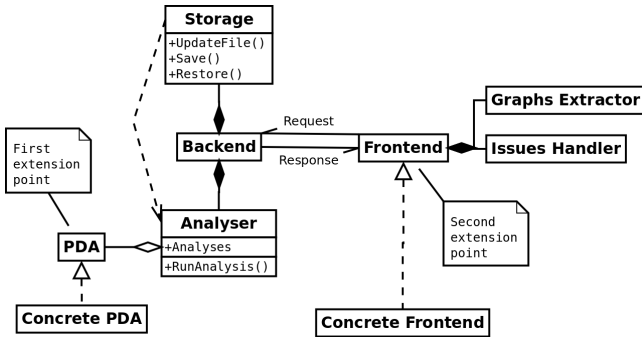 Storage
+UpdateFile()
+Save()
+Restore()
Graphs Extractor
Request
First
extension
point
Backend
Frontend
Issues Handler
Response
Analyser
+Analyses
+RunAnalysis()
PDA
Second
extension
point
Concrete PDA
Concrete Frontend